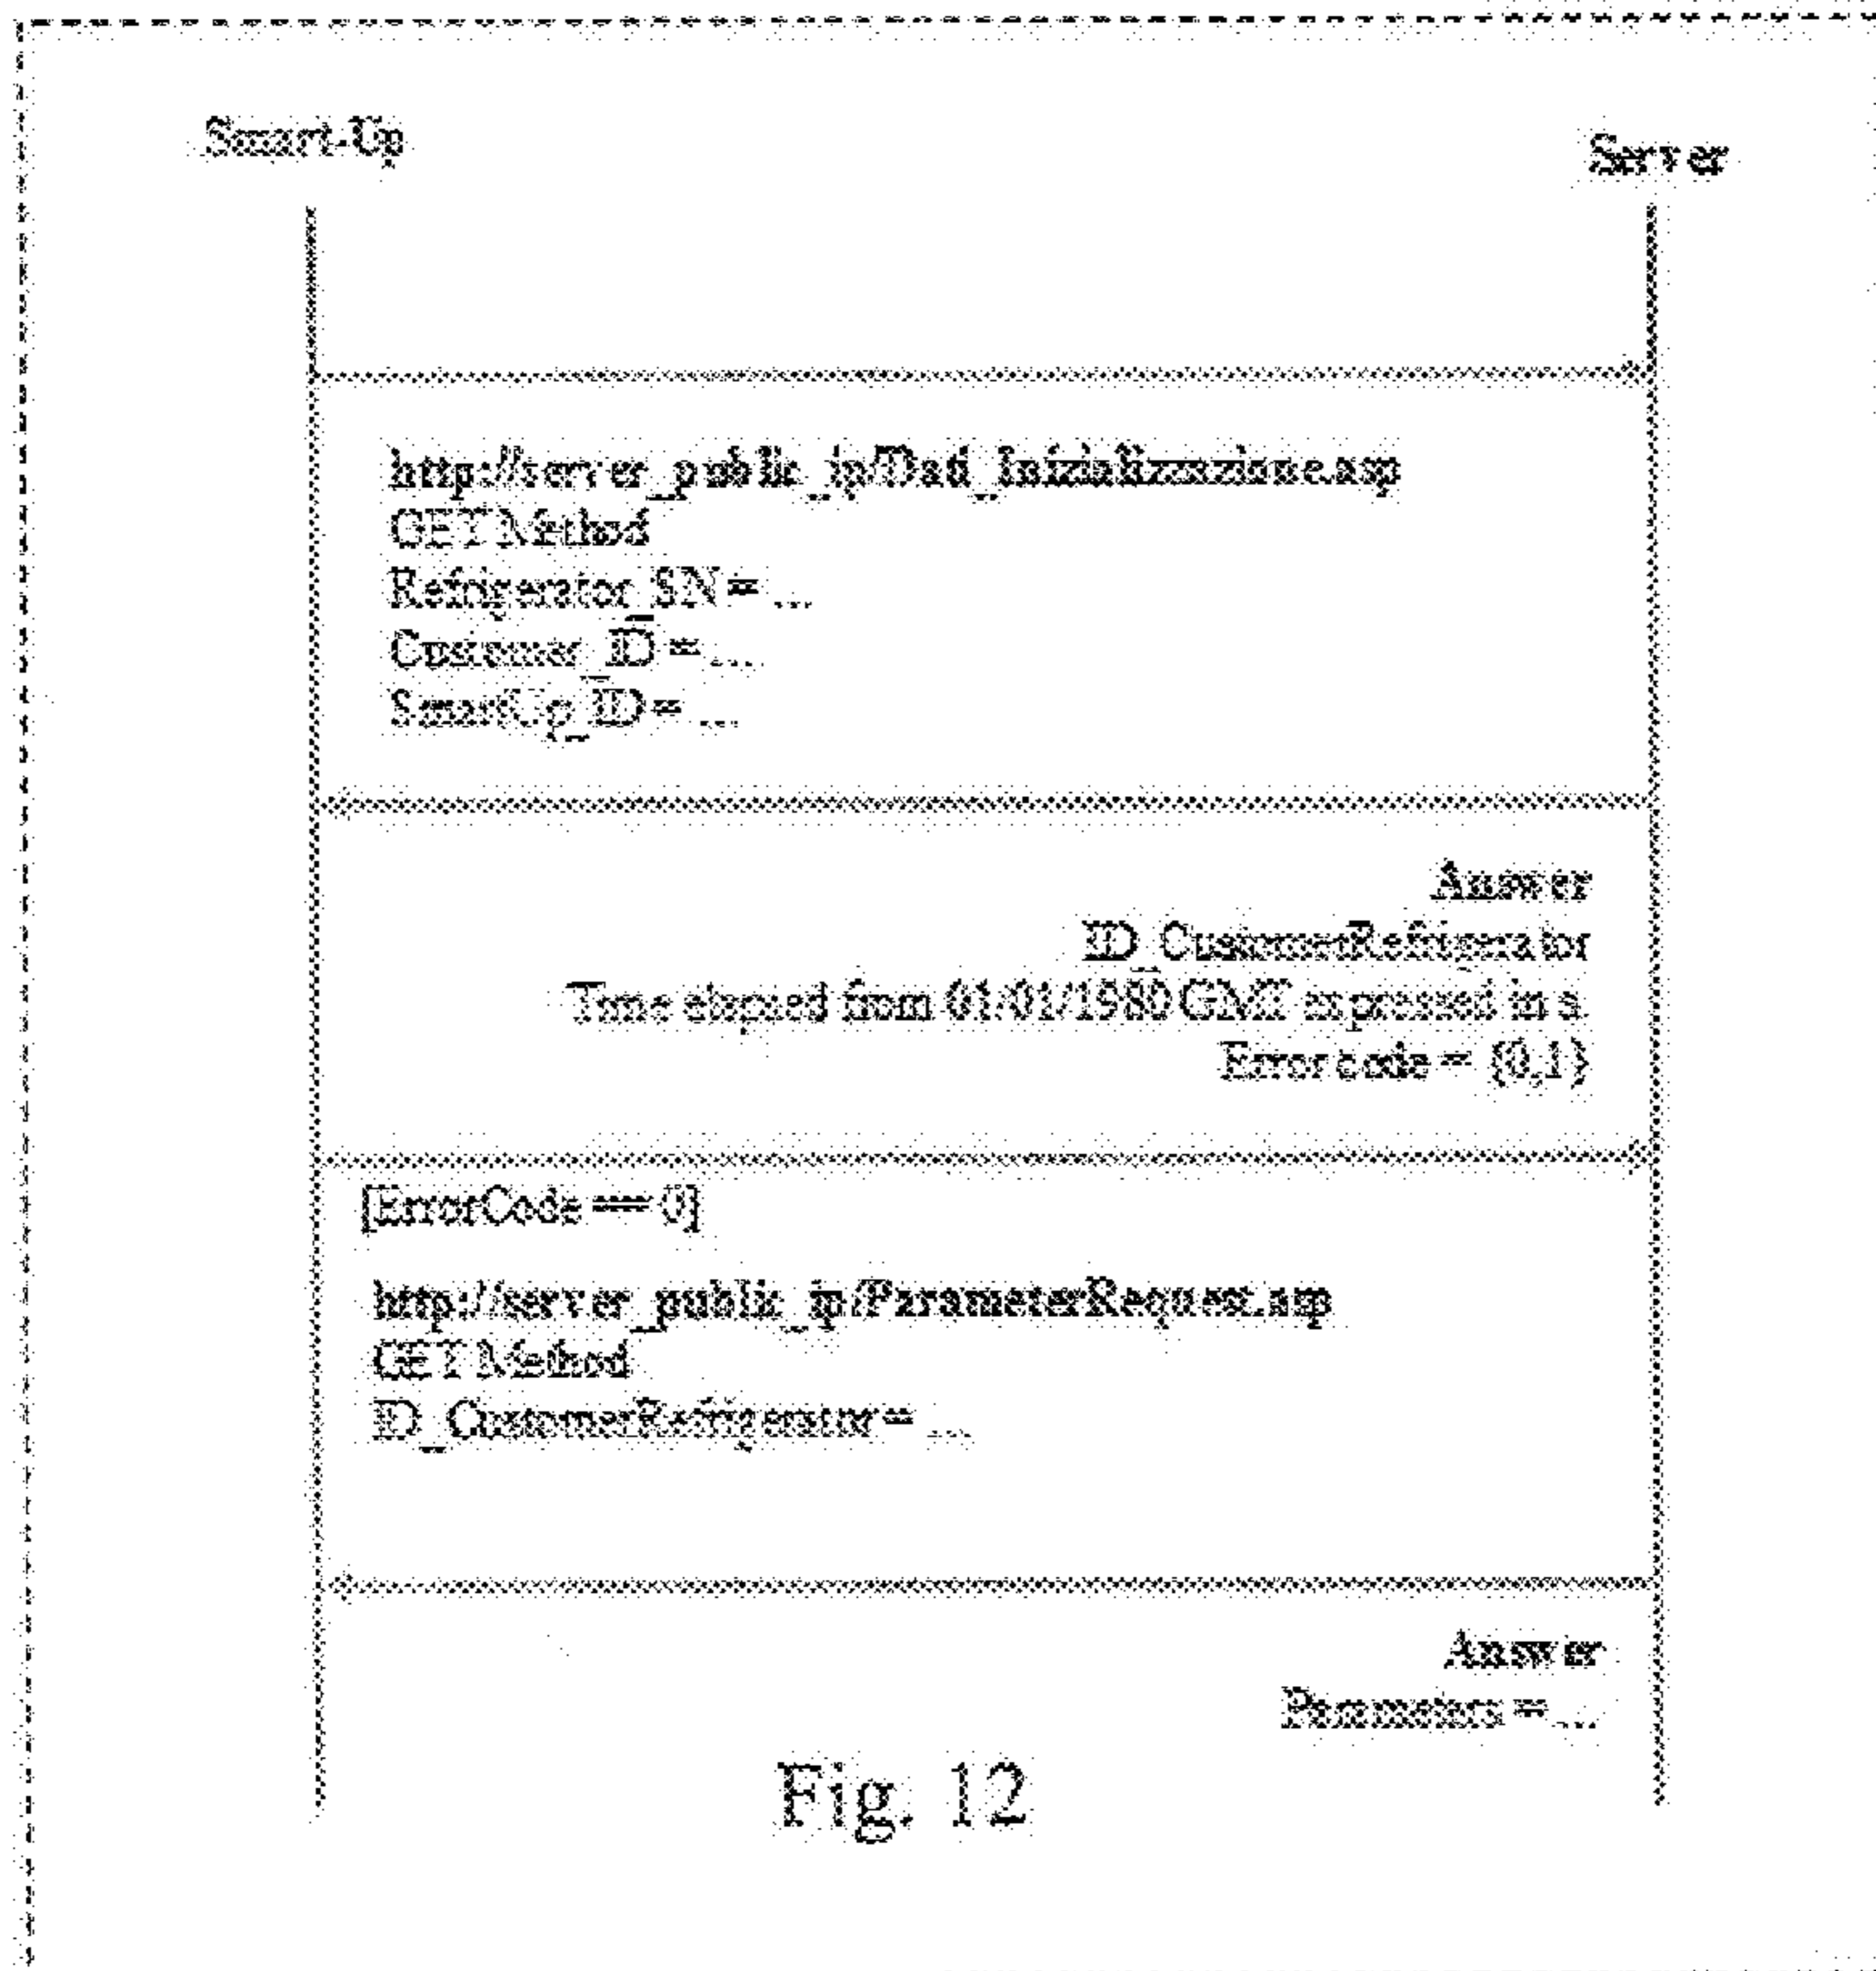 Smart-Up
Server
http://server_public_ip/Dati_Inizializzazione.asp
GET Method
Refrigerator_SN = ...
Customer_ID = ....
SmartUp_ID = ...
Answer
ID_CustomerRefrigerator
Time elapsed from 01/01/1980 GMT expressed in s.
Error code = {0,1}
[ErrorCode == 0]
http://server_public_ip/ParameterRequest.asp
GET Method
ID_CustomerRefrigerator = ...
Answer
Parameters = ...
Fig. 12